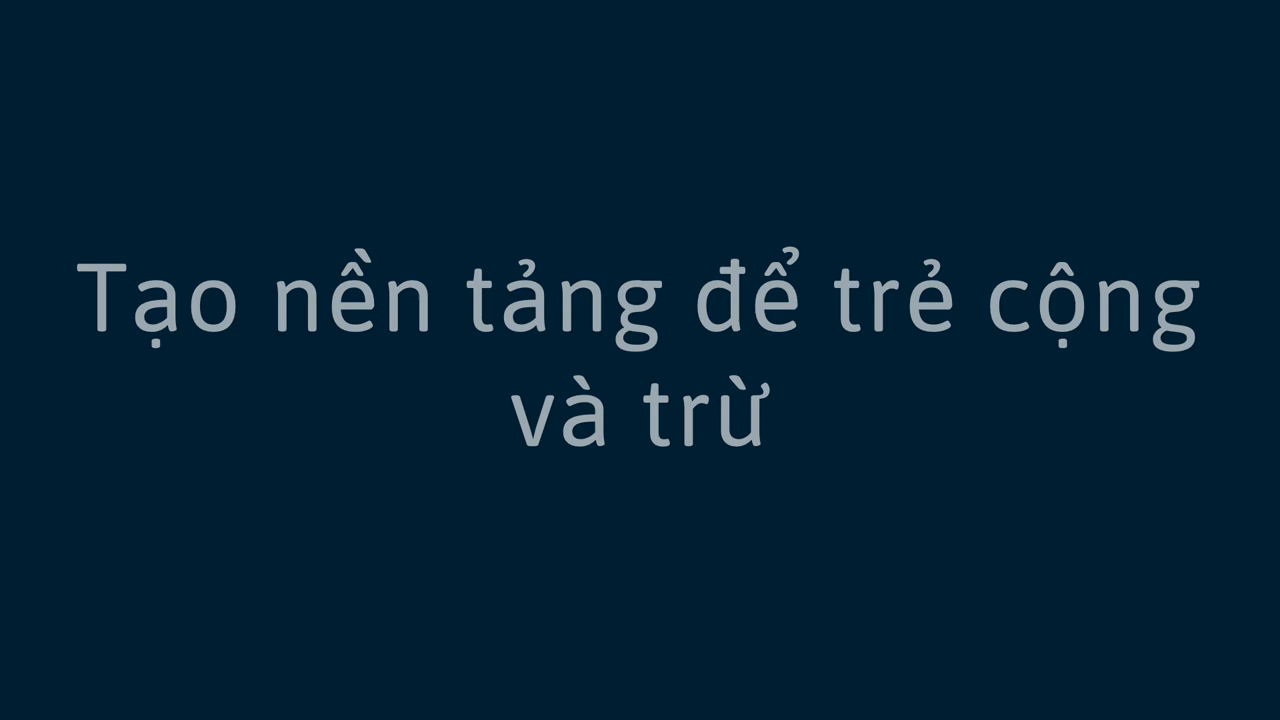 Tạo nền tảng để trẻ cộng
và trừ